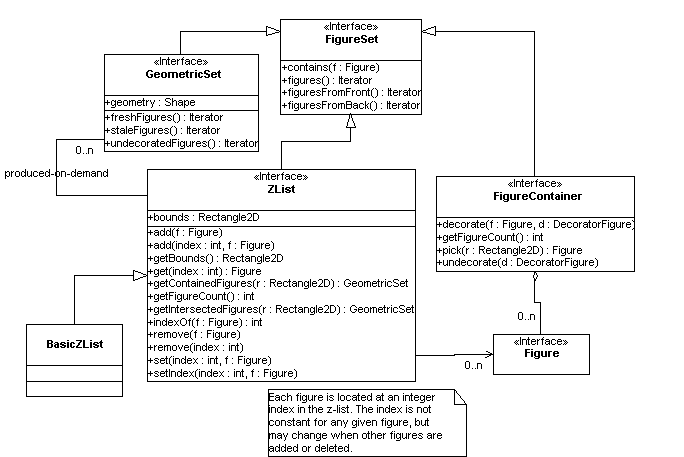 «Interface»
FigureSet
+contains(f : Figure)
+figures() : Iterator
+figuresFromFront() : Iterator
+figuresFromBack() : Iterator
«Interface»
GeometricSet
+geometry : Shape
+freshFigures() : Iterator
+staleFigures() : Iterator
+undecoratedFigures() : Iterator
0..n
produced-on-demand
«Interface»
ZList
+bounds : Rectangle2D
+add(f : Figure)
+add(index : int, f : Figure)
+getBounds() : Rectangle2D
+get(index : int) : Figure
+getContainedFigures(r : Rectangle2D) : GeometricSet
+getFigureCount() : int
+getIntersectedFigures(r : Rectangle2D) : GeometricSet
+indexOf(f : Figure) : int
+remove(f : Figure)
+remove(index : int)
+set(index : int, f : Figure)
+setIndex(index : int, f : Figure)
«Interface»
FigureContainer
+decorate(f : Figure, d : DecoratorFigure)
+getFigureCount() : int
+pick(r : Rectangle2D) : Figure
+undecorate(d : DecoratorFigure)
0..n
BasicZList
«Interface»
Figure
0..n
Each figure is located at an integer
index in the z-list. The index is not
constant for any given figure, but
may change when other figures are
added or deleted.